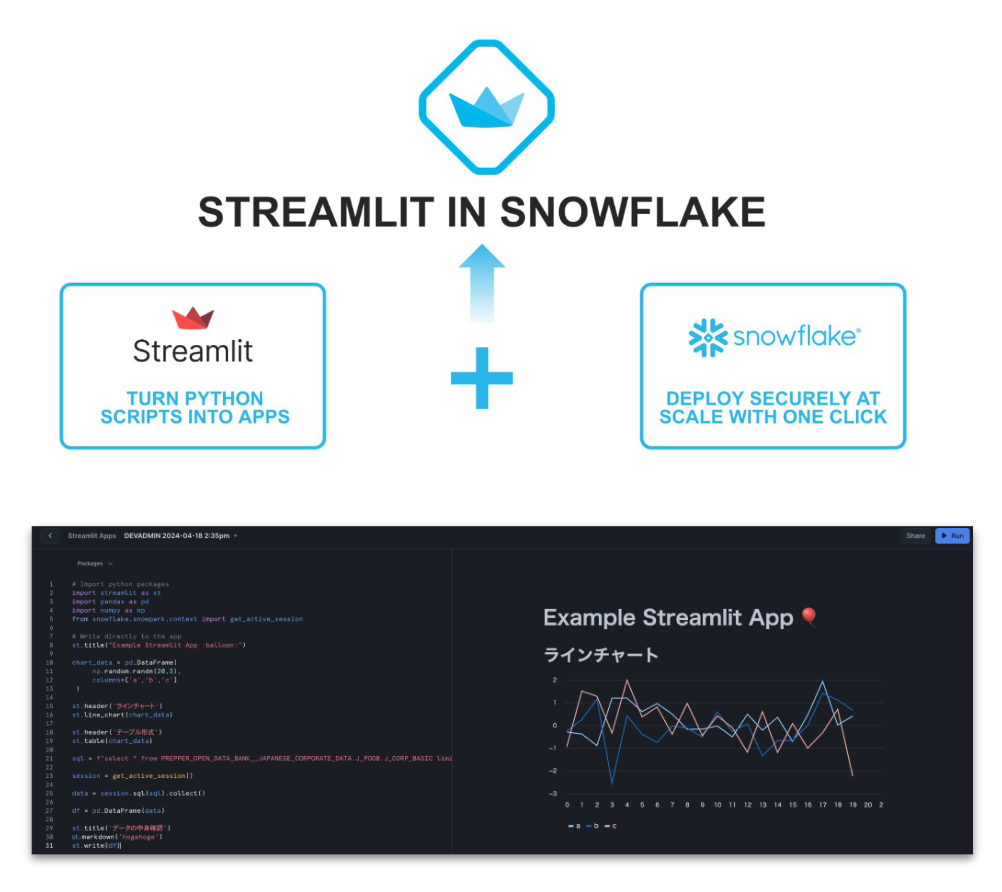 STREAMLIT IN SNOWFLAKE
Streamlit
TURN PYTHON
SCRIPTS INTO APPS
snowflake®
DEPLOY SECURELY AT
SCALE WITH ONE CLICK
Streamlit Apps DEVADMIN 2024-04-18 2:35pm
Share Run
Packages
1 # Import python packages
2 import streamlit as st
3 import pandas as pd
4 import numpy as np
5 from snowflake.snowpark.context import get_active_session
6
7 # Write directly to the app
8 st.title("Example Streamlit App :balloon:")
9
10 chart_data = pd.DataFrame(
11 np.random.randn(20,3),
12 columns=['a','b','c']
13 )
14
15 st.header('ラインチャート')
16 st.line_chart(chart_data)
17
18 st.header('テーブル形式')
19 st.table(chart_data)
20
21 sql = f"select * from PREPPER_OPEN_DATA_BANK__JAPANESE_CORPORATE_DATA.J_PODB.J_CORP_BASIC limi
22
23 session = get_active_session()
24
25 data = session.sql(sql).collect()
26
27 df = pd.DataFrame(data)
28
29 st.title('データの中身確認')
30 st.markdown('hogehoge')
31 st.write(df)
Example Streamlit App
ラインチャート
2
1
0
−1
−2
−3
0 1 2 3 4 5 6 7 8 9 10 11 12 13 14 15 16 17 18 19 20 2
a b c